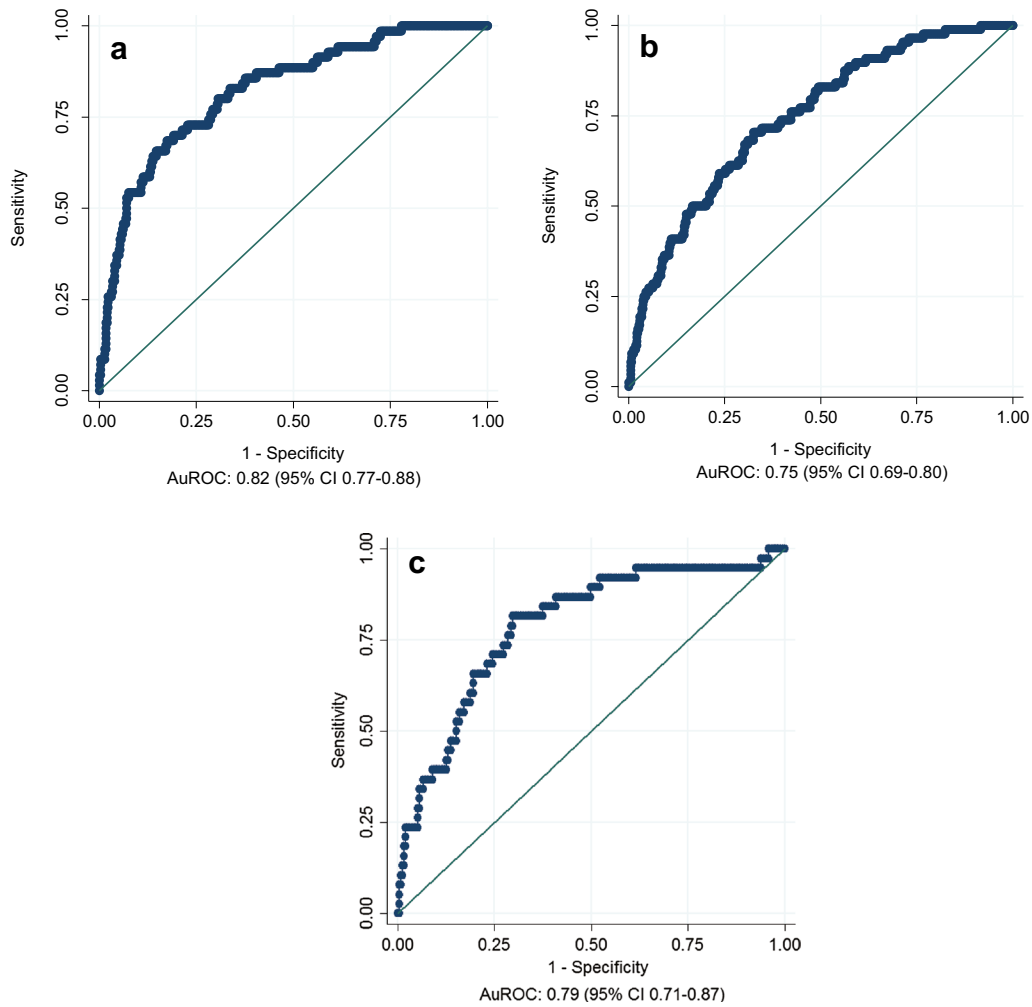 a
Sensitivity
1.00
0.75
0.50
0.25
0.00
0.00 0.25 0.50 0.75 1.00
1 - Specificity
AuROC: 0.82 (95% CI 0.77-0.88)
b
Sensitivity
1.00
0.75
0.50
0.25
0.00
0.00 0.25 0.50 0.75 1.00
1 - Specificity
AuROC: 0.75 (95% CI 0.69-0.80)
c
Sensitivity
1.00
0.75
0.50
0.25
0.00
0.00 0.25 0.50 0.75 1.00
1 - Specificity
AuROC: 0.79 (95% CI 0.71-0.87)